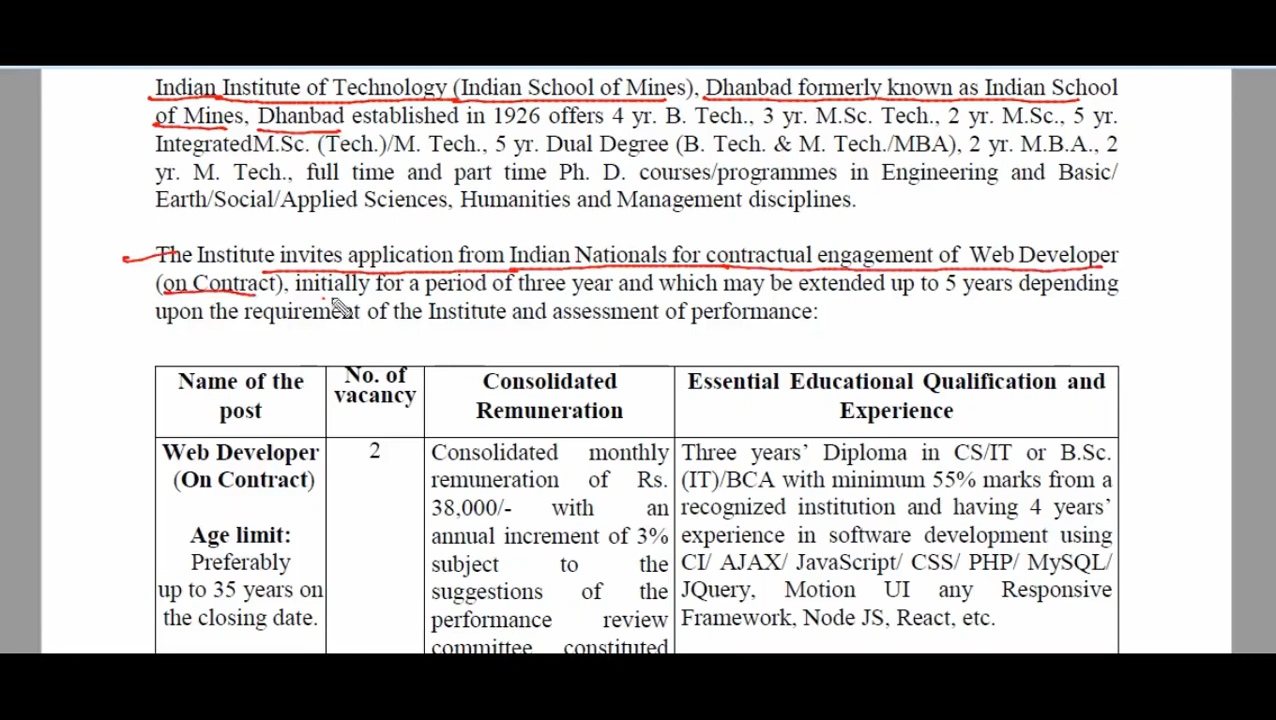 Indian Institute of Technology (Indian School of Mines), Dhanbad formerly known as Indian School
of Mines, Dhanbad established in 1926 offers 4 yr. B. Tech., 3 yr. M.Sc. Tech., 2 yr. M.Sc., 5 yr.
IntegratedM.Sc. (Tech.)/M. Tech., 5 yr. Dual Degree (B. Tech. & M. Tech./MBA), 2 yr. M.B.A., 2
yr. M. Tech., full time and part time Ph. D. courses/programmes in Engineering and Basic/
Earth/Social/Applied Sciences, Humanities and Management disciplines.
The Institute invites application from Indian Nationals for contractual engagement of Web Developer
(on Contract), initially for a period of three year and which may be extended up to 5 years depending
upon the requirement of the Institute and assessment of performance:
Name of the
post
No. of
vacancy
Consolidated
Remuneration
Essential Educational Qualification and
Experience
Web Developer
(On Contract)
Age limit:
Preferably
up to 35 years on
the closing date.
2
Consolidated monthly
remuneration of Rs.
38,000/- with an
annual increment of 3%
subject to the
suggestions of the
performance review
committee constituted
Three years’ Diploma in CS/IT or B.Sc.
(IT)/BCA with minimum 55% marks from a
recognized institution and having 4 years’
experience in software development using
CI/ AJAX/ JavaScript/ CSS/ PHP/ MySQL/
JQuery, Motion UI any Responsive
Framework, Node JS, React, etc.